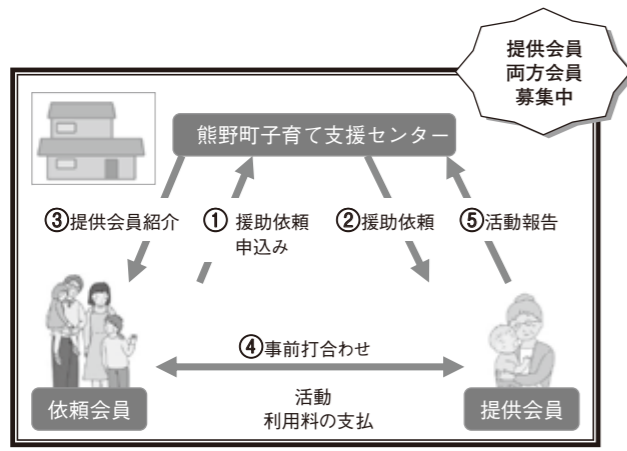 提供会員
両方会員
募集中
熊野町子育て支援センター
③提供会員紹介
① 援助依頼
申込み
②援助依頼
⑤活動報告
④事前打合わせ
依頼会員
活動
利用料の支払
提供会員